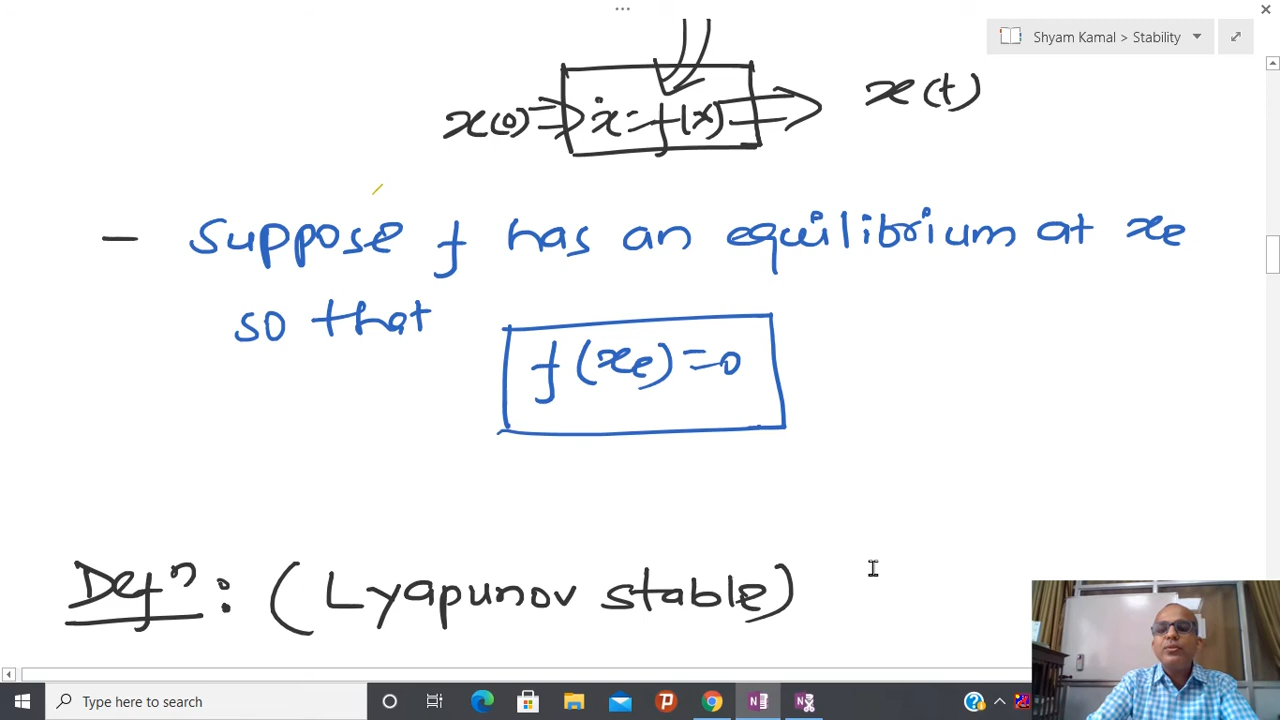 Shyam Kamal > Stability
x(0) ẋ=f(x) x(t)
- Suppose f has an equilibrium at xₑ
so that
f(xₑ)=0
Defⁿ: (Lyapunov stable)
Type here to search